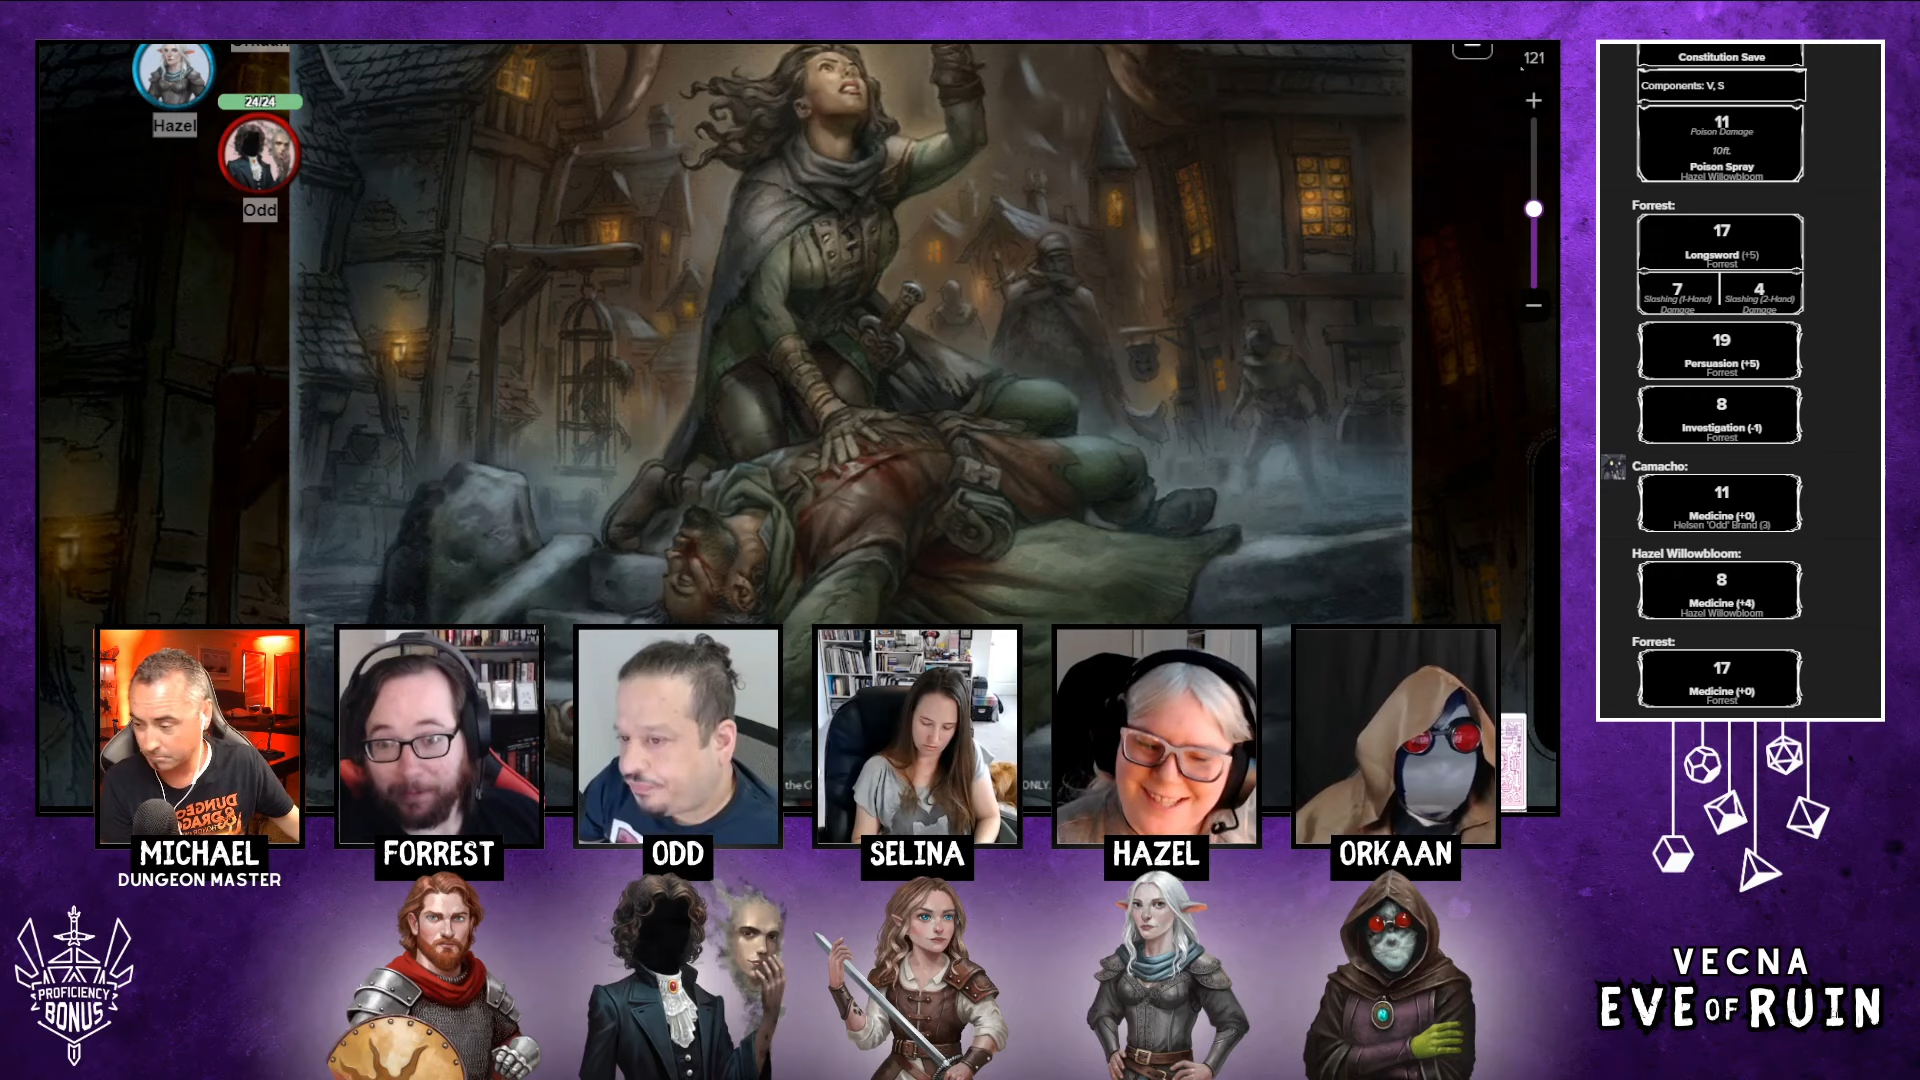 24/24
Hazel
Odd
121
Constitution Save
Components: V, S
11
Poison Damage
10ft.
Poison Spray
Hazel Willowbloom
Forrest:
17
Longsword (+5)
Forrest
7
Slashing (1-Hand)
Damage
4
Slashing (2-Hand)
Damage
19
Persuasion (+5)
Forrest
8
Investigation (-1)
Forrest
Camacho:
11
Medicine (+0)
Helsen 'Odd' Brand (3)
Hazel Willowbloom:
8
Medicine (+4)
Hazel Willowbloom
Forrest:
17
Medicine (+0)
Forrest
the
ONLY.
MICHAEL
DUNGEON MASTER
FORREST
ODD
SELINA
HAZEL
ORKAAN
PROFICIENCY
BONUS
VECNA
EVE OF RUIN